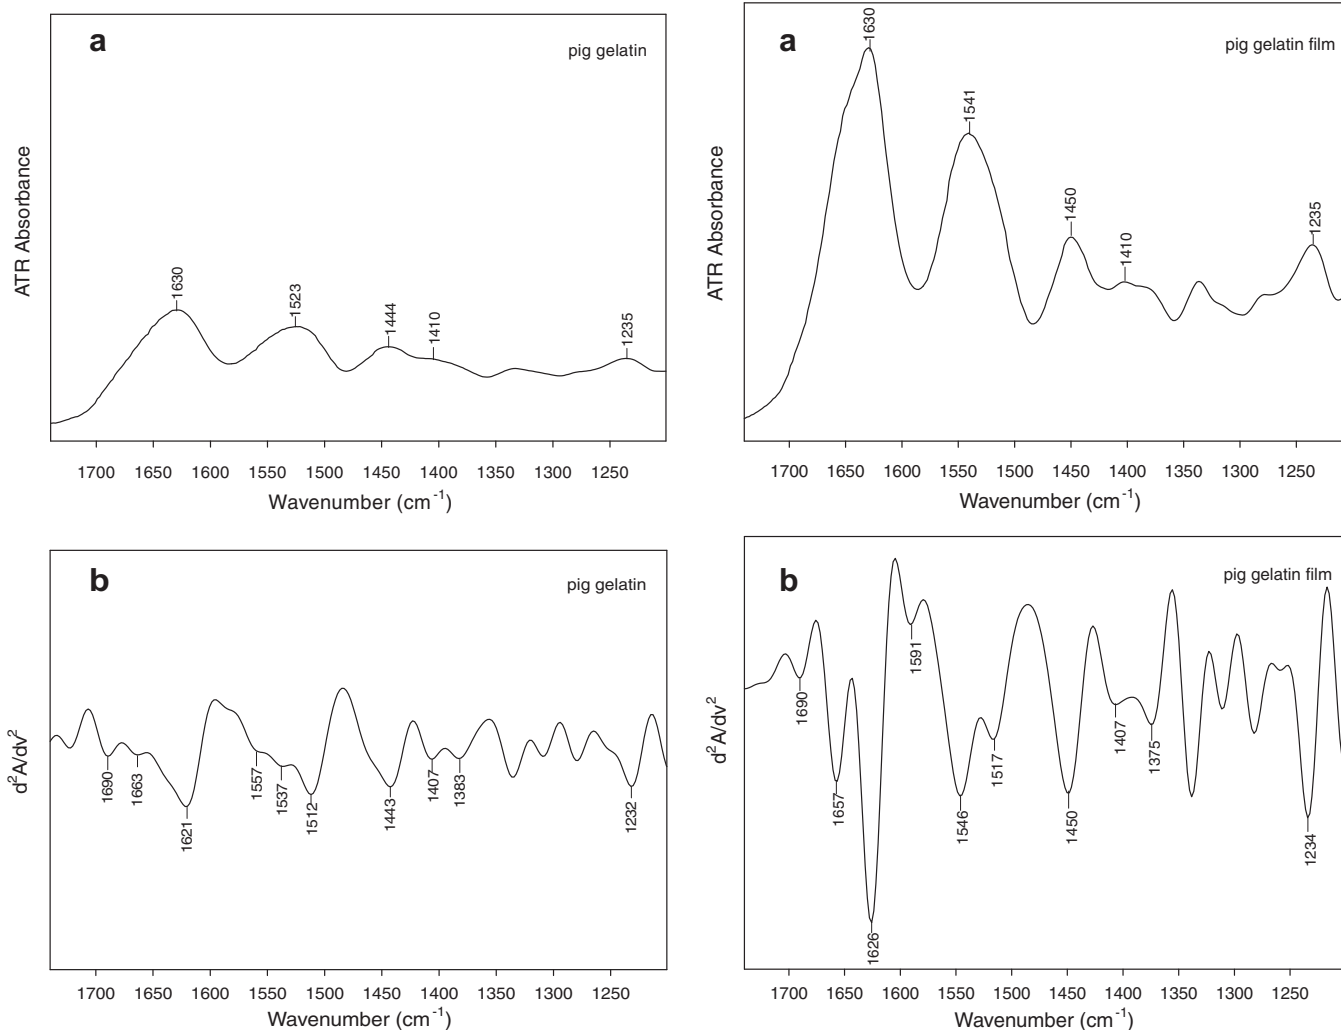 a
pig gelatin
1630
1523
1444
1410
1235
ATR Absorbance
1700 1650 1600 1550 1500 1450 1400 1350 1300 1250
Wavenumber (cm⁻¹)
a
pig gelatin film
1630
1541
1450
1410
1235
ATR Absorbance
1700 1650 1600 1550 1500 1450 1400 1350 1300 1250
Wavenumber (cm⁻¹)
b
pig gelatin
1690
1663
1621
1557
1537
1512
1443
1407
1383
1232
d²A/dv²
1700 1650 1600 1550 1500 1450 1400 1350 1300 1250
Wavenumber (cm⁻¹)
b
pig gelatin film
1690
1657
1626
1591
1546
1517
1450
1407
1375
1234
d²A/dv²
1700 1650 1600 1550 1500 1450 1400 1350 1300 1250
Wavenumber (cm⁻¹)